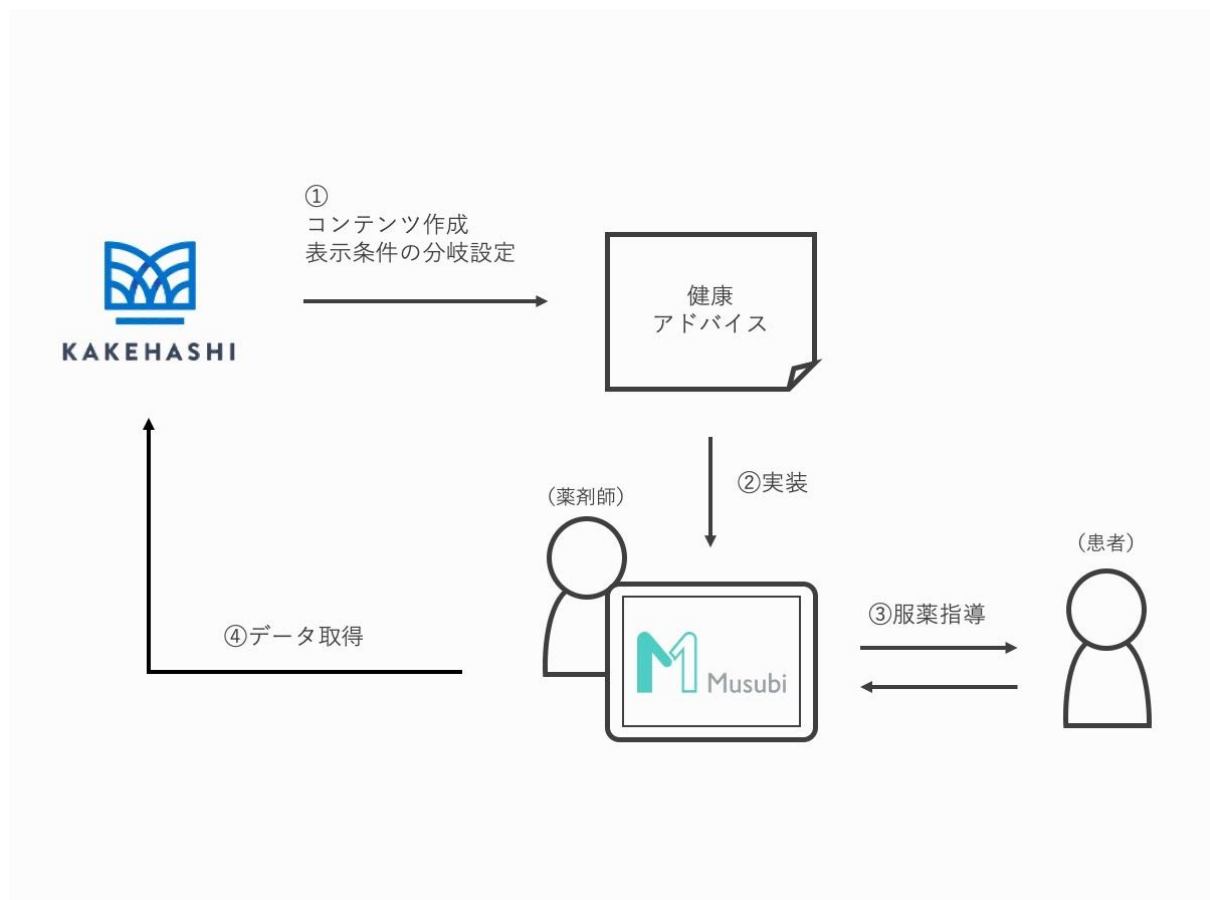 ①
コンテンツ作成
表示条件の分岐設定
KAKEHASHI
健康
アドバイス
②実装
（薬剤師）
（患者）
③服薬指導
④データ取得
Musubi